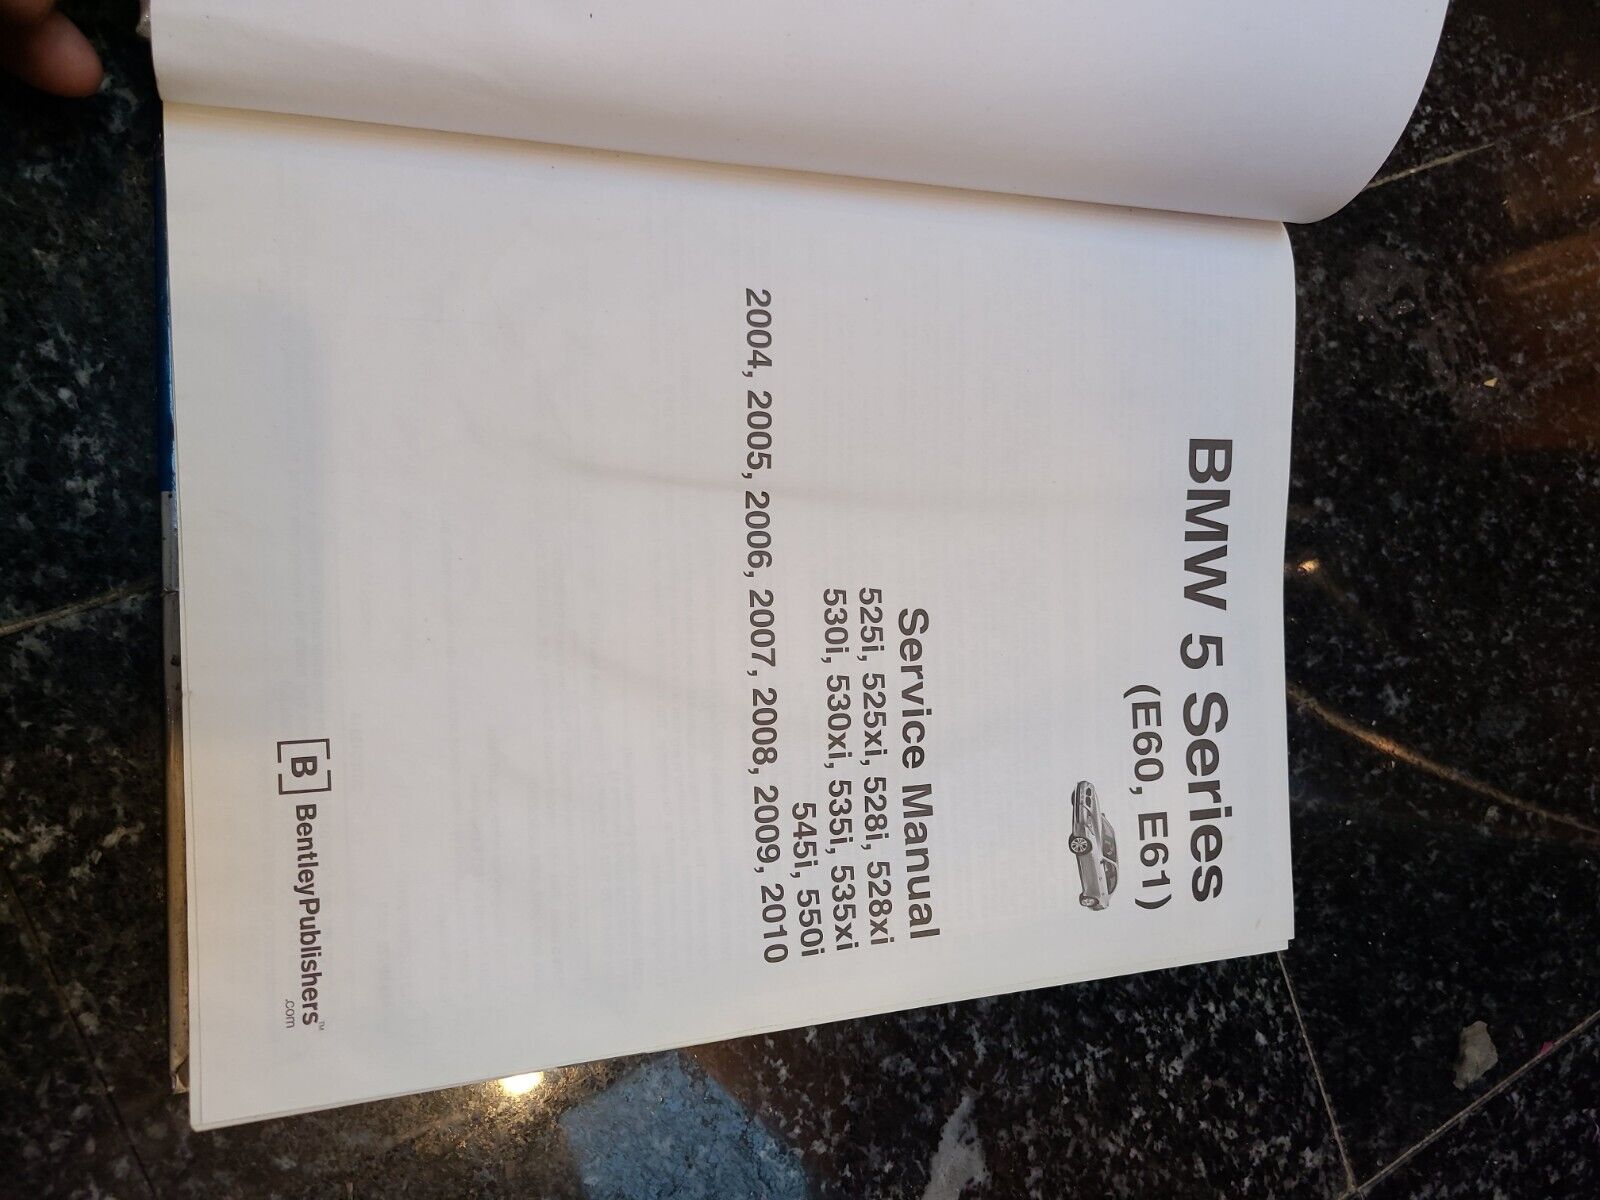 BMW 5 Series
(E60, E61)
Service Manual
525i, 525xi, 528i, 528xi
530i, 530xi, 535i, 535xi
545i, 550i
2004, 2005, 2006, 2007, 2008, 2009, 2010
[B] BentleyPublishers™
.com